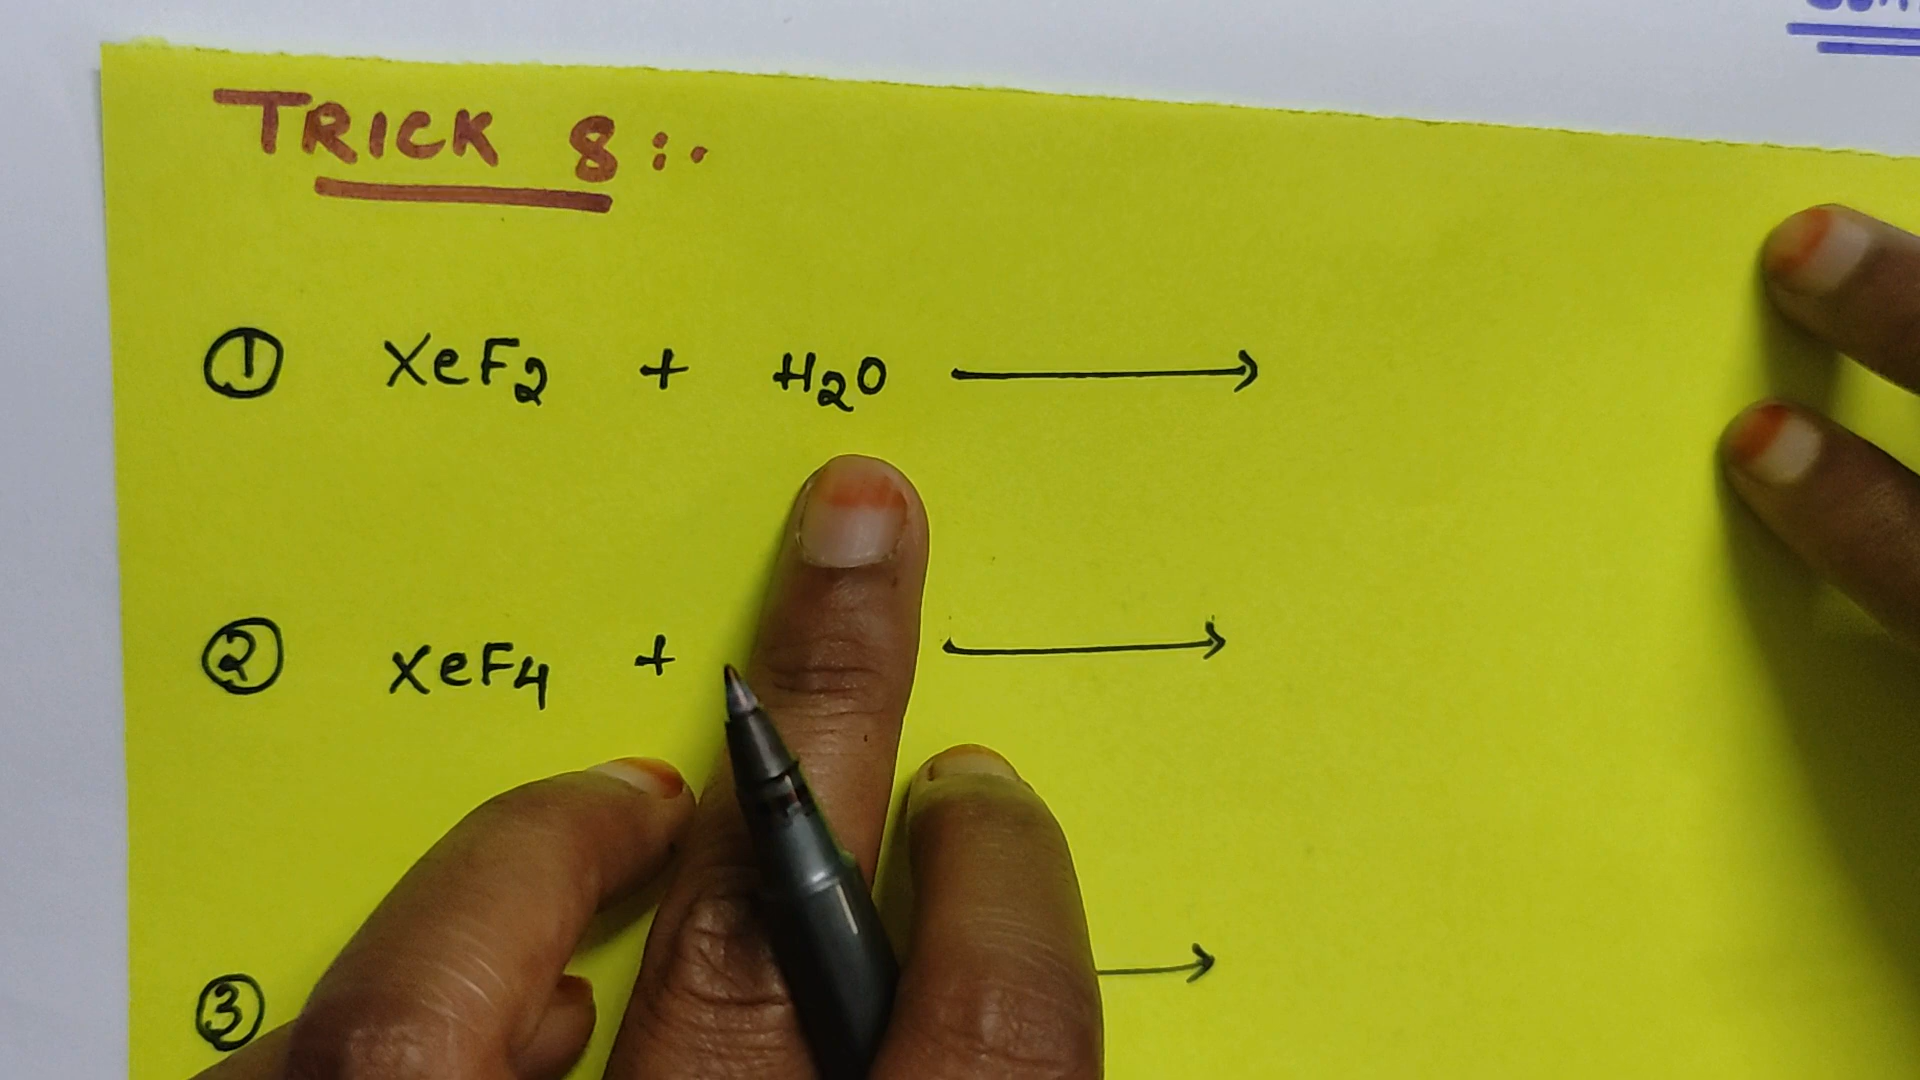 TRICK 8:·
① XeF₂ + H₂O ⟶
② XeF₄ + ⟶
③ ⟶